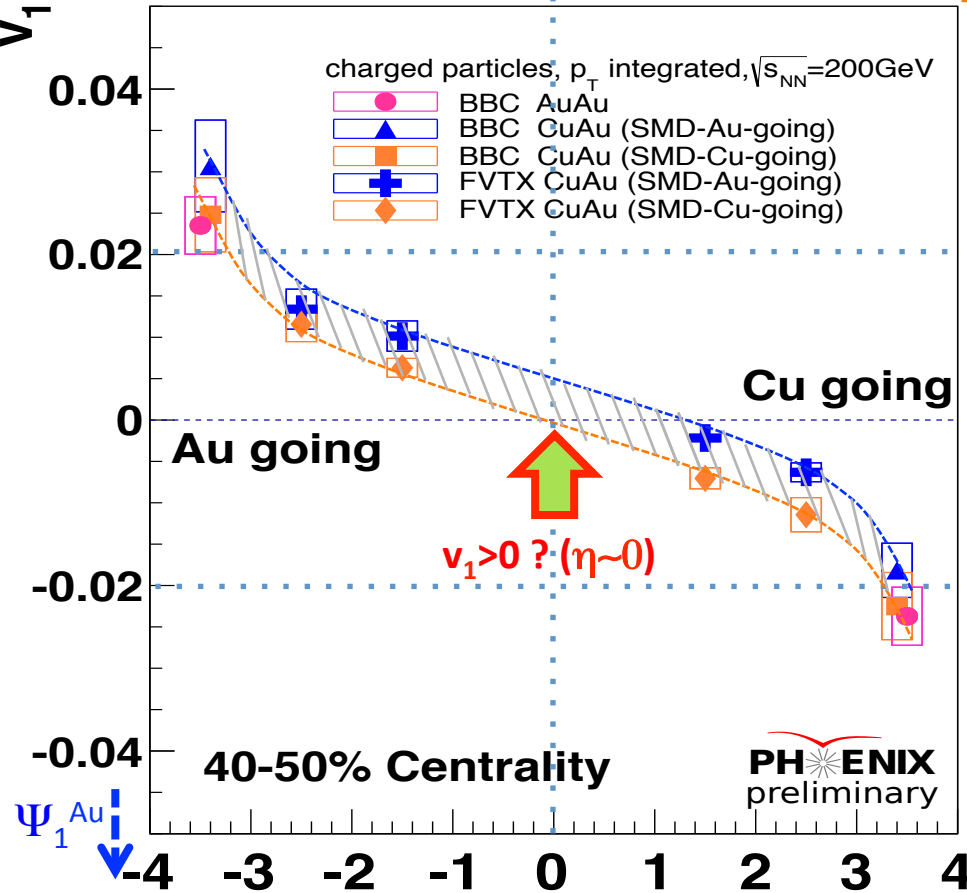 v₁
charged particles, p_T integrated,√s_NN=200GeV
BBC AuAu
BBC CuAu (SMD-Au-going)
BBC CuAu (SMD-Cu-going)
FVTX CuAu (SMD-Au-going)
FVTX CuAu (SMD-Cu-going)
0.04
0.02
0
-0.02
-0.04
Cu going
Au going
v₁>0 ? (η~0)
40-50% Centrality
PHENIX
preliminary
Ψ₁ᴬᵘ
-4 -3 -2 -1 0 1 2 3 4